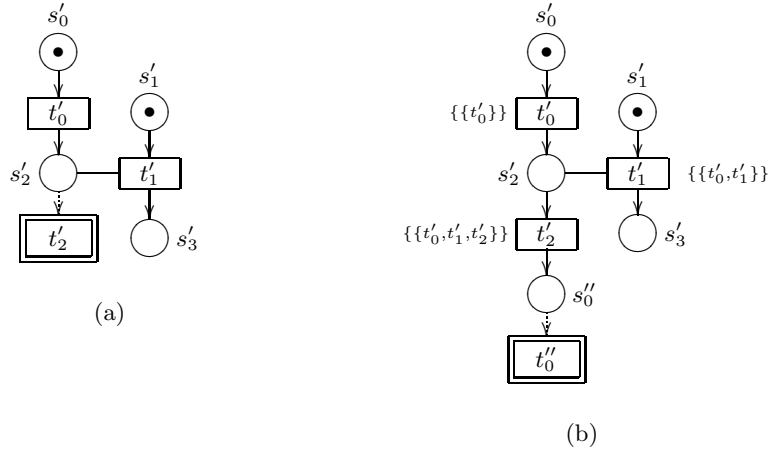 s′₀ s′₀
s′₁ s′₁
t′₀ {{t′₀}} t′₀
s′₂ t′₁ s′₂ t′₁ {{t′₀,t′₁}}
t′₂ s′₃ {{t′₀,t′₁,t′₂}} t′₂ s′₃
s″₀
(a)
t″₀
(b)